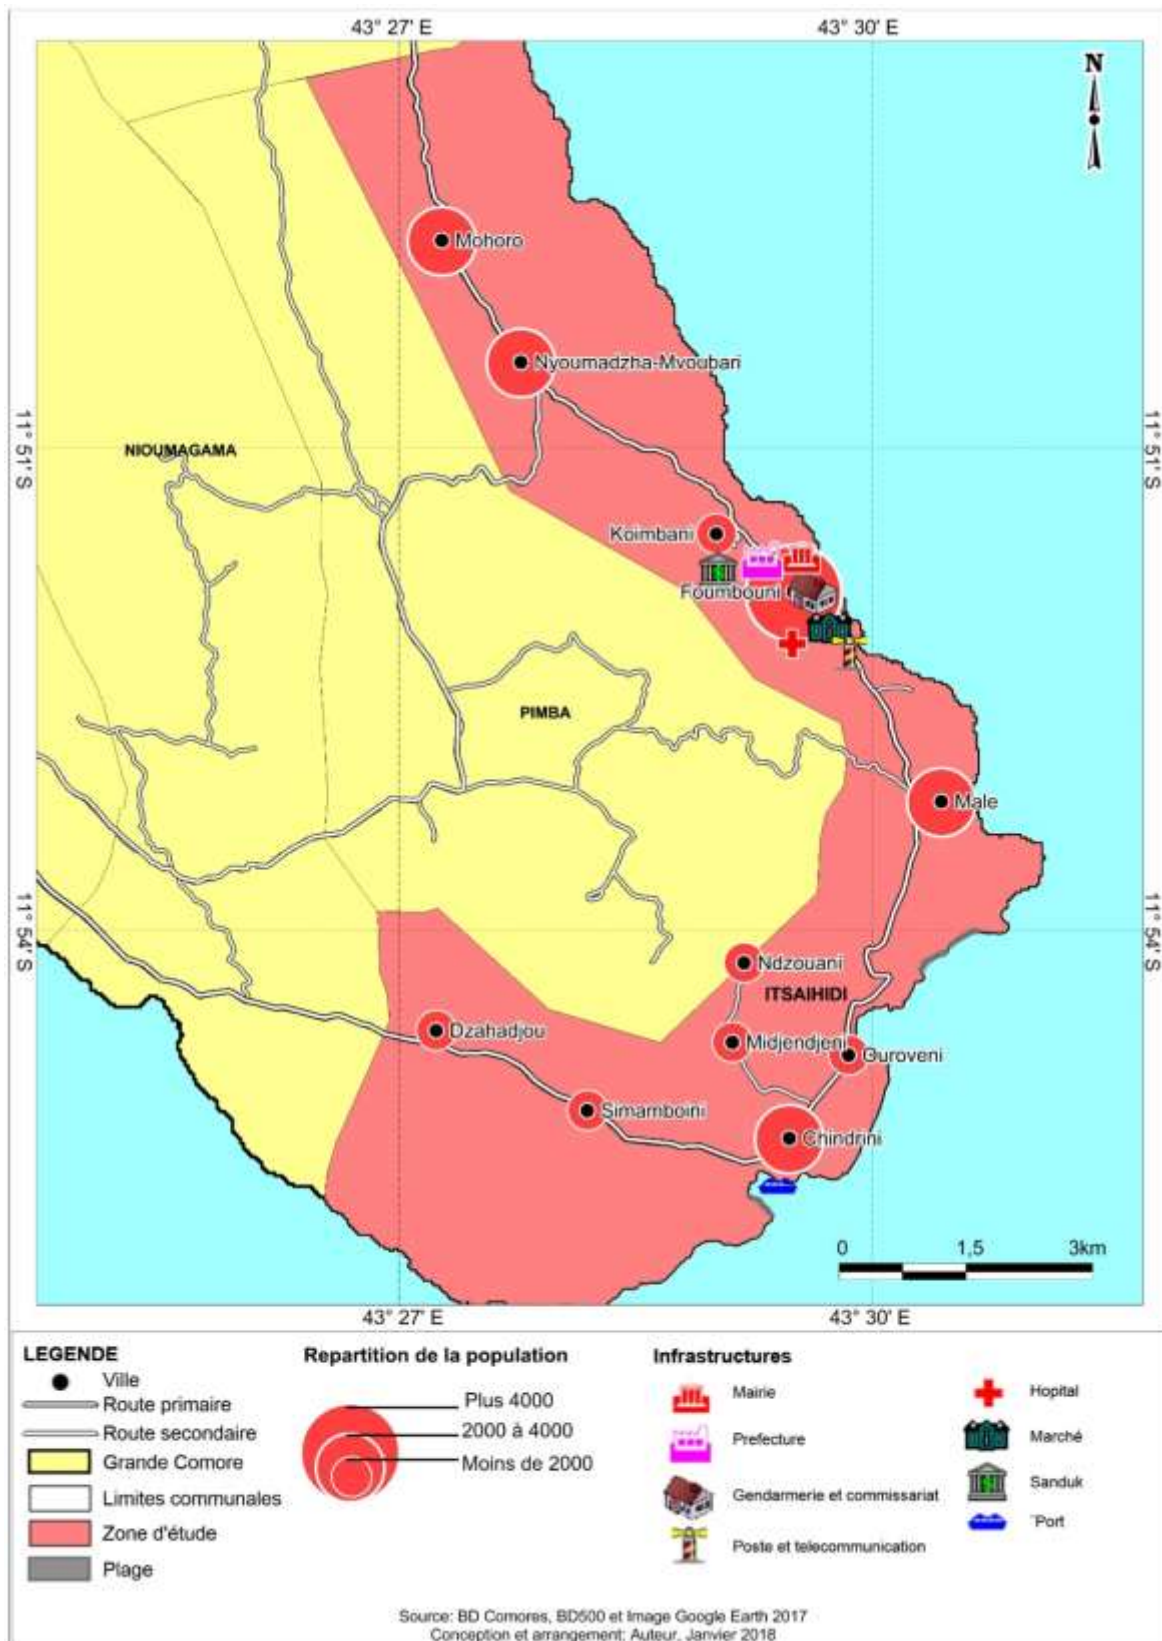 43° 27' E
43° 30' E
N
Mohoro
Nyoumadzha-Mvoubari
11° 51' S
11° 51' S
NIOUMAGAMA
Koimbani
Foumbouni
PIMBA
Male
11° 54' S
11° 54' S
Ndzouani
ITSAIHIDI
Dzahadjou
Midjendjeni
Ouroveni
Simamboini
Chindrini
0 1,5 3km
43° 27' E
43° 30' E
LEGENDE
Ville
Route primaire
Route secondaire
Grande Comore
Limites communales
Zone d'étude
Plage
Repartition de la population
Plus 4000
2000 à 4000
Moins de 2000
Infrastructures
Mairie
Prefecture
Gendarmerie et commissariat
Poste et telecommunication
Hopital
Marché
Sanduk
¨Port
Source: BD Comores, BD500 et Image Google Earth 2017
Conception et arrangement: Auteur, Janvier 2018